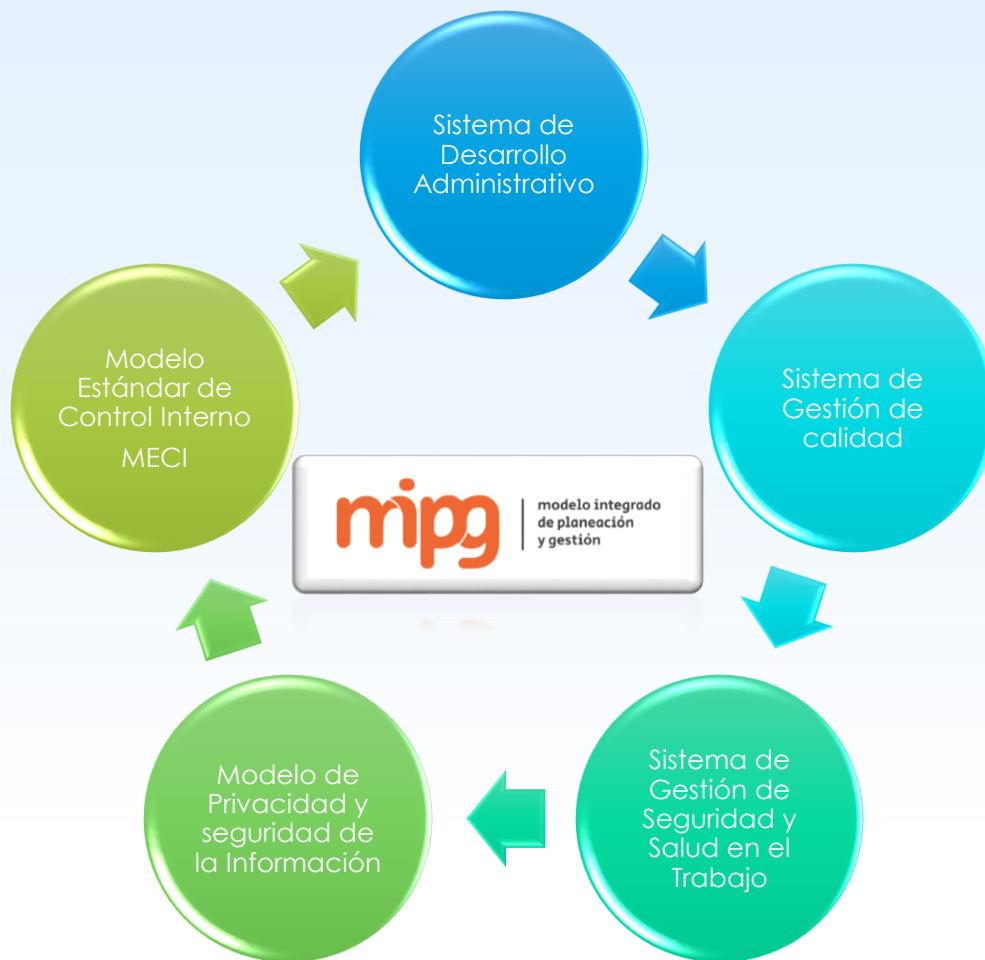 Sistema de
Desarrollo
Administrativo
Sistema de
Gestión de
calidad
Sistema de
Gestión de
Seguridad y
Salud en el
Trabajo
Modelo de
Privacidad y
seguridad de
la Información
Modelo
Estándar de
Control Interno
MECI
mipg
modelo integrado
de planeación
y gestión